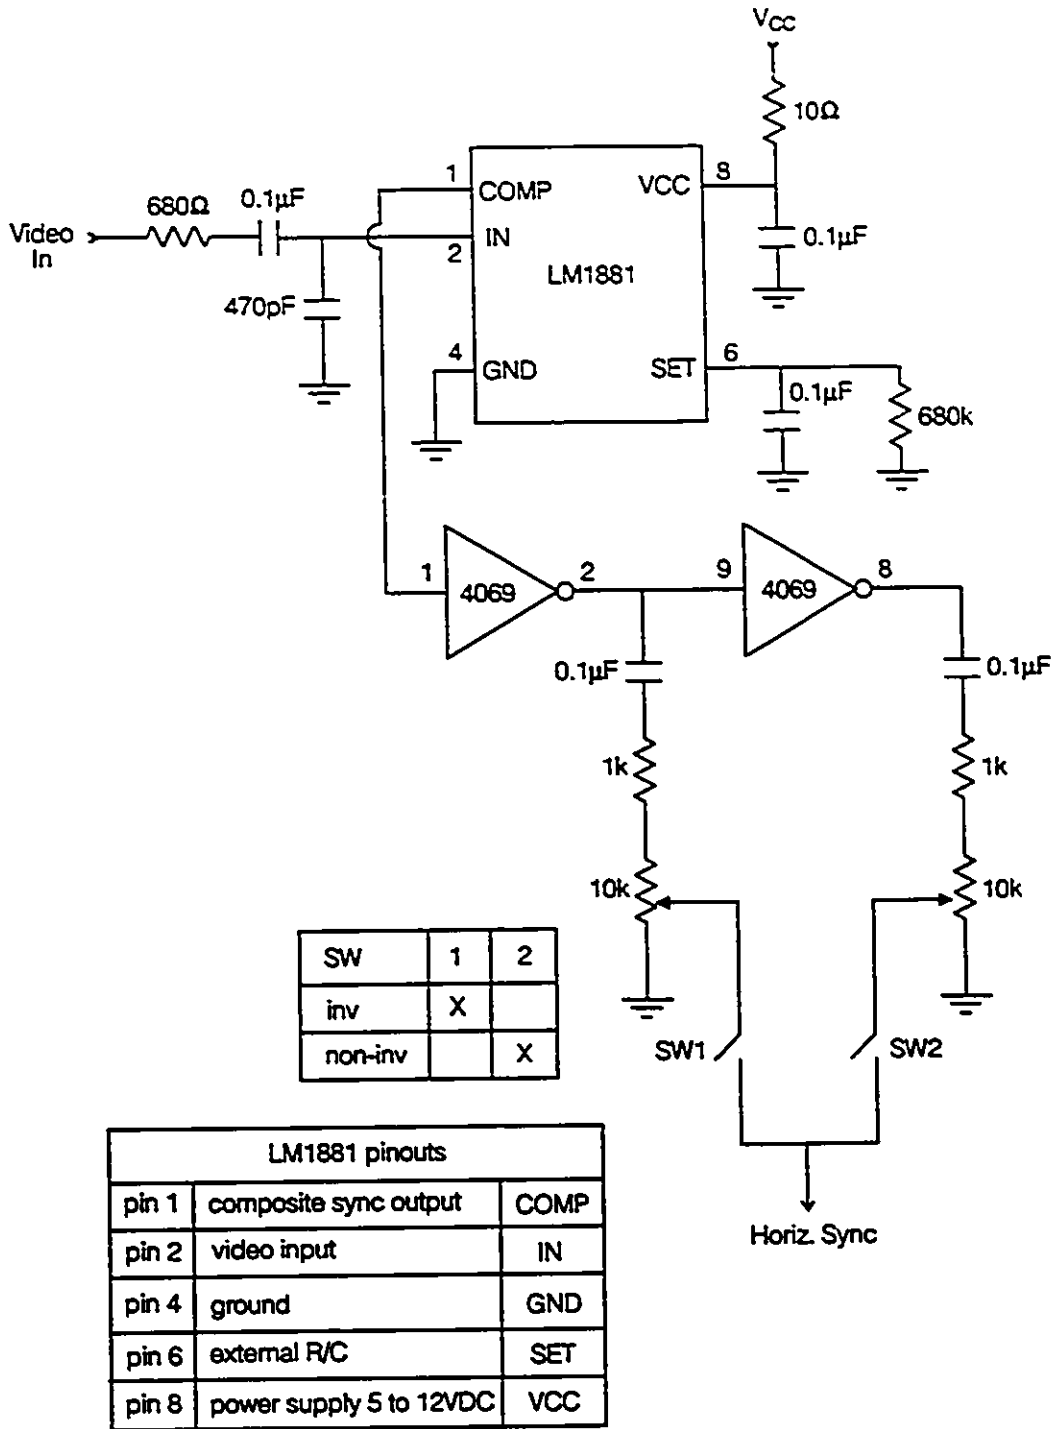 VCC
10Ω
1
COMP
VCC
8
680Ω
0.1µF
Video
In
IN
2
0.1µF
LM1881
470pF
4
GND
SET
6
0.1µF
680k
1
4069
2
9
4069
8
0.1µF
0.1µF
1k
1k
10k
10k
SW 1 2
inv X
non-inv X
SW1
SW2
LM1881 pinouts
pin 1 composite sync output COMP
pin 2 video input IN
pin 4 ground GND
pin 6 external R/C SET
pin 8 power supply 5 to 12VDC VCC
Horiz. Sync